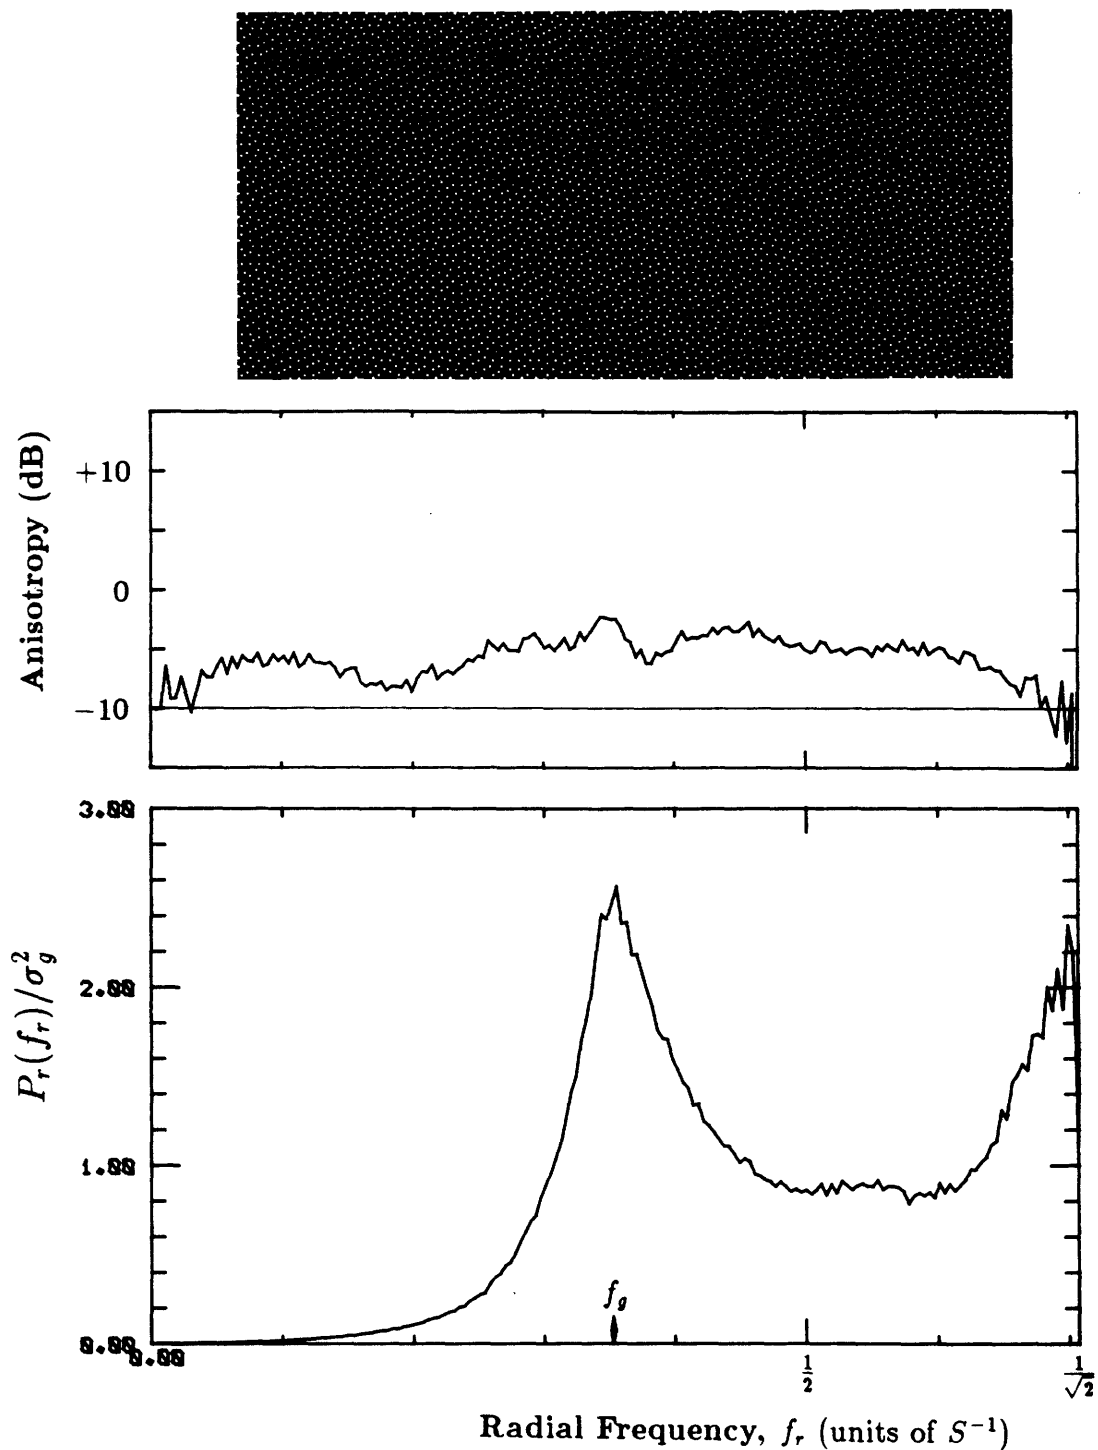 Anisotropy (dB)
+10
0
−10
P_r(f_r)/σ_g^2
3.00
2.00
1.00
0.00
0.00
f_g
1/2
1/√2
Radial Frequency, f_r (units of S^{-1})